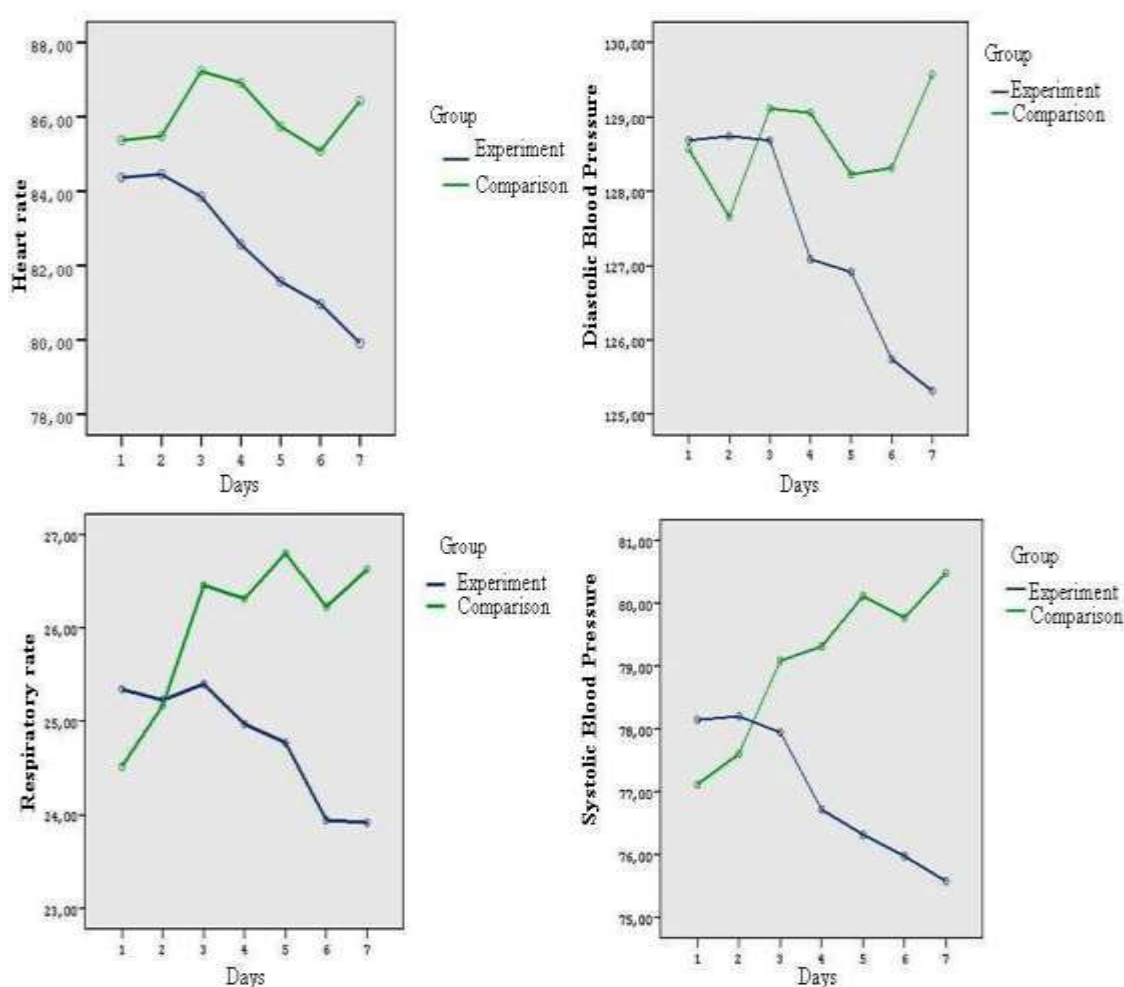 Heart rate
88,00
86,00
84,00
82,00
80,00
78,00
1 2 3 4 5 6 7
Days
Group
Experiment
Comparison
Diastolic Blood Pressure
130,00
129,00
128,00
127,00
126,00
125,00
1 2 3 4 5 6 7
Days
Group
Experiment
Comparison
Respiratory rate
27,00
26,00
25,00
24,00
23,00
1 2 3 4 5 6 7
Days
Group
Experiment
Comparison
Systolic Blood Pressure
81,00
80,00
79,00
78,00
77,00
76,00
75,00
1 2 3 4 5 6 7
Days
Group
Experiment
Comparison